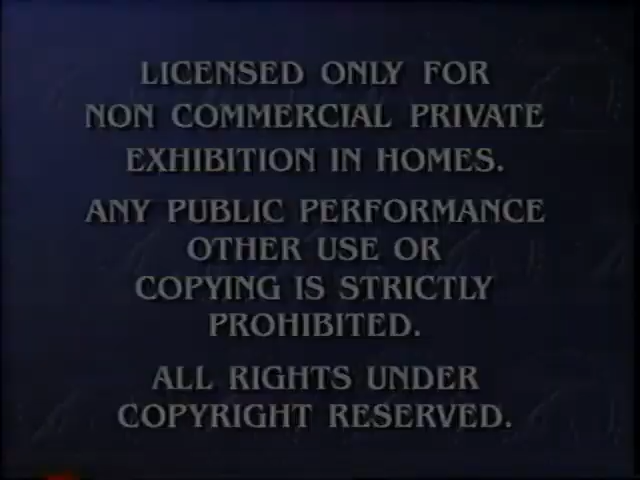 LICENSED ONLY FOR
NON COMMERCIAL PRIVATE
EXHIBITION IN HOMES.
ANY PUBLIC PERFORMANCE
OTHER USE OR
COPYING IS STRICTLY
PROHIBITED.
ALL RIGHTS UNDER
COPYRIGHT RESERVED.